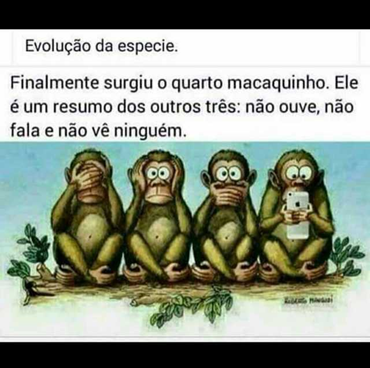 Evolução da especie.
Finalmente surgiu o quarto macaquinho. Ele
é um resumo dos outros três: não ouve, não
fala e não vê ninguém.